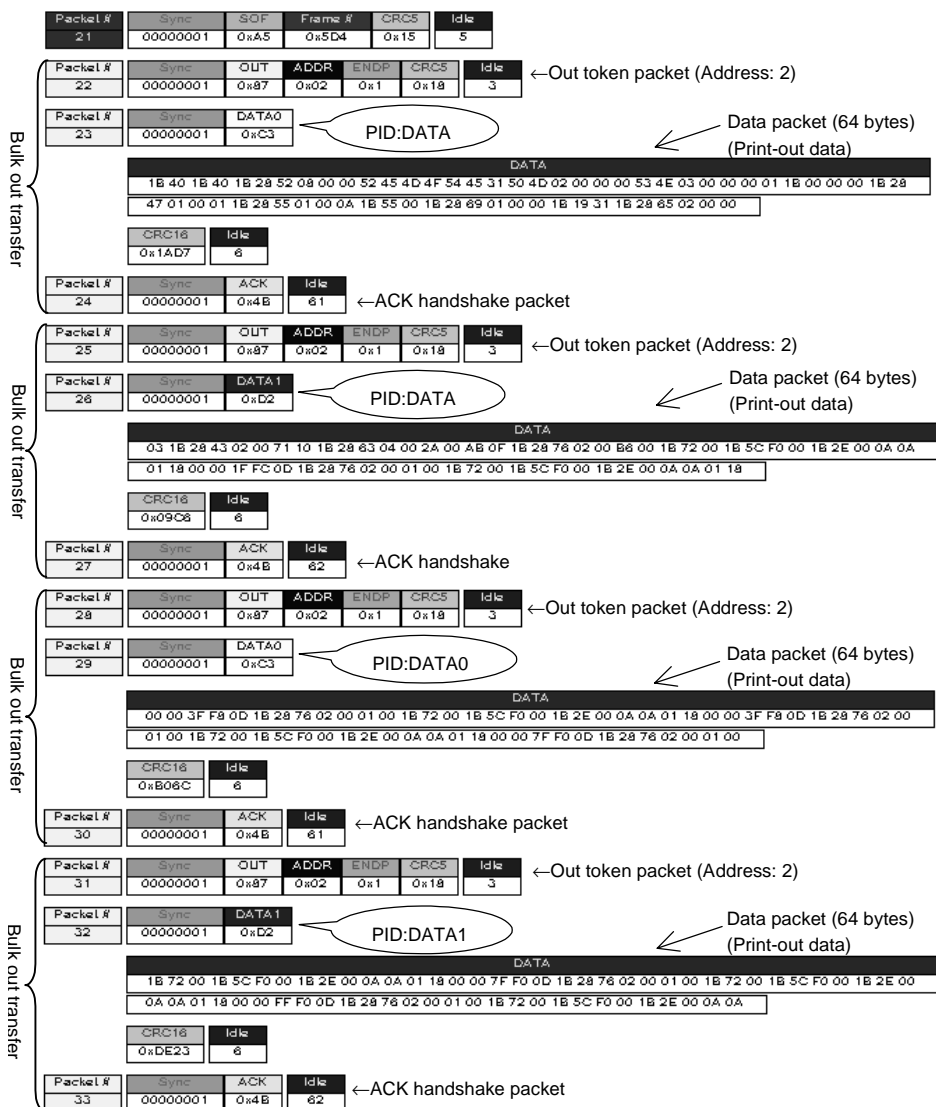 Packet # Sync SOF Frame # CRC5 Idle
21 00000001 0xA5 0x5D4 0x15 5
Packet # Sync OUT ADDR ENDP CRC5 Idle
22 00000001 0x87 0x02 0x1 0x18 3
←Out token packet (Address: 2)
Packet # Sync DATA0
23 00000001 0xC3
PID:DATA
Data packet (64 bytes)
(Print-out data)
DATA
1B 40 1B 40 1B 28 52 08 00 00 52 45 4D 4F 54 45 31 50 4D 02 00 00 00 53 4E 03 00 00 00 01 1B 00 00 00 1B 28
47 01 00 01 1B 28 55 01 00 0A 1B 55 00 1B 28 69 01 00 00 1B 19 31 1B 28 65 02 00 00
CRC16 Idle
0x1AD7 6
Packet # Sync ACK Idle
24 00000001 0x4B 61
←ACK handshake packet
Bulk out transfer
Packet # Sync OUT ADDR ENDP CRC5 Idle
25 00000001 0x87 0x02 0x1 0x18 3
←Out token packet (Address: 2)
Packet # Sync DATA1
26 00000001 0xD2
PID:DATA
Data packet (64 bytes)
(Print-out data)
DATA
03 1B 28 43 02 00 71 10 1B 28 63 04 00 2A 00 AB 0F 1B 28 76 02 00 B6 00 1B 72 00 1B 5C F0 00 1B 2E 00 0A 0A
01 18 00 00 1F FC 0D 1B 28 76 02 00 01 00 1B 72 00 1B 5C F0 00 1B 2E 00 0A 0A 01 18
CRC16 Idle
0x09C6 6
Packet # Sync ACK Idle
27 00000001 0x4B 62
←ACK handshake
Bulk out transfer
Packet # Sync OUT ADDR ENDP CRC5 Idle
28 00000001 0x87 0x02 0x1 0x18 3
←Out token packet (Address: 2)
Packet # Sync DATA0
29 00000001 0xC3
PID:DATA0
Data packet (64 bytes)
(Print-out data)
DATA
00 00 3F F8 0D 1B 28 76 02 00 01 00 1B 72 00 1B 5C F0 00 1B 2E 00 0A 0A 01 18 00 00 3F F8 0D 1B 28 76 02 00
01 00 1B 72 00 1B 5C F0 00 1B 2E 00 0A 0A 01 18 00 00 7F F0 0D 1B 28 76 02 00 01 00
CRC16 Idle
0xB06C 6
Packet # Sync ACK Idle
30 00000001 0x4B 61
←ACK handshake packet
Bulk out transfer
Packet # Sync OUT ADDR ENDP CRC5 Idle
31 00000001 0x87 0x02 0x1 0x18 3
←Out token packet (Address: 2)
Packet # Sync DATA1
32 00000001 0xD2
PID:DATA1
Data packet (64 bytes)
(Print-out data)
DATA
1B 72 00 1B 5C F0 00 1B 2E 00 0A 0A 01 18 00 00 7F F0 0D 1B 28 76 02 00 01 00 1B 72 00 1B 5C F0 00 1B 2E 00
0A 0A 01 18 00 00 FF F0 0D 1B 28 76 02 00 01 00 1B 72 00 1B 5C F0 00 1B 2E 00 0A 0A
CRC16 Idle
0xDE23 6
Packet # Sync ACK Idle
33 00000001 0x4B 62
←ACK handshake packet
Bulk out transfer